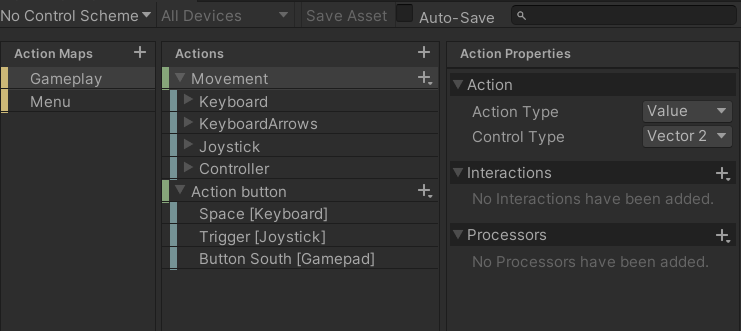 No Control Scheme All Devices Save Asset Auto-Save
Action Maps + Actions Action Properties
Gameplay
Menu
Movement
Keyboard
KeyboardArrows
Joystick
Controller
Action button
Space [Keyboard]
Trigger [Joystick]
Button South [Gamepad]
Action
Action Type Value
Control Type Vector 2
Interactions
No Interactions have been added.
Processors
No Processors have been added.